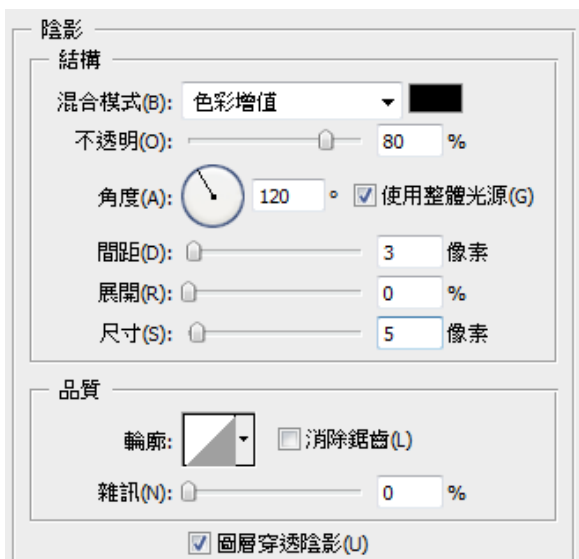 陰影
結構
混合模式(B): 色彩增值
不透明(O): 80 %
角度(A): 120 ° 使用整體光源(G)
間距(D): 3 像素
展開(R): 0 %
尺寸(S): 5 像素
品質
輪廓: 消除鋸齒(L)
雜訊(N): 0 %
圖層穿透陰影(U)